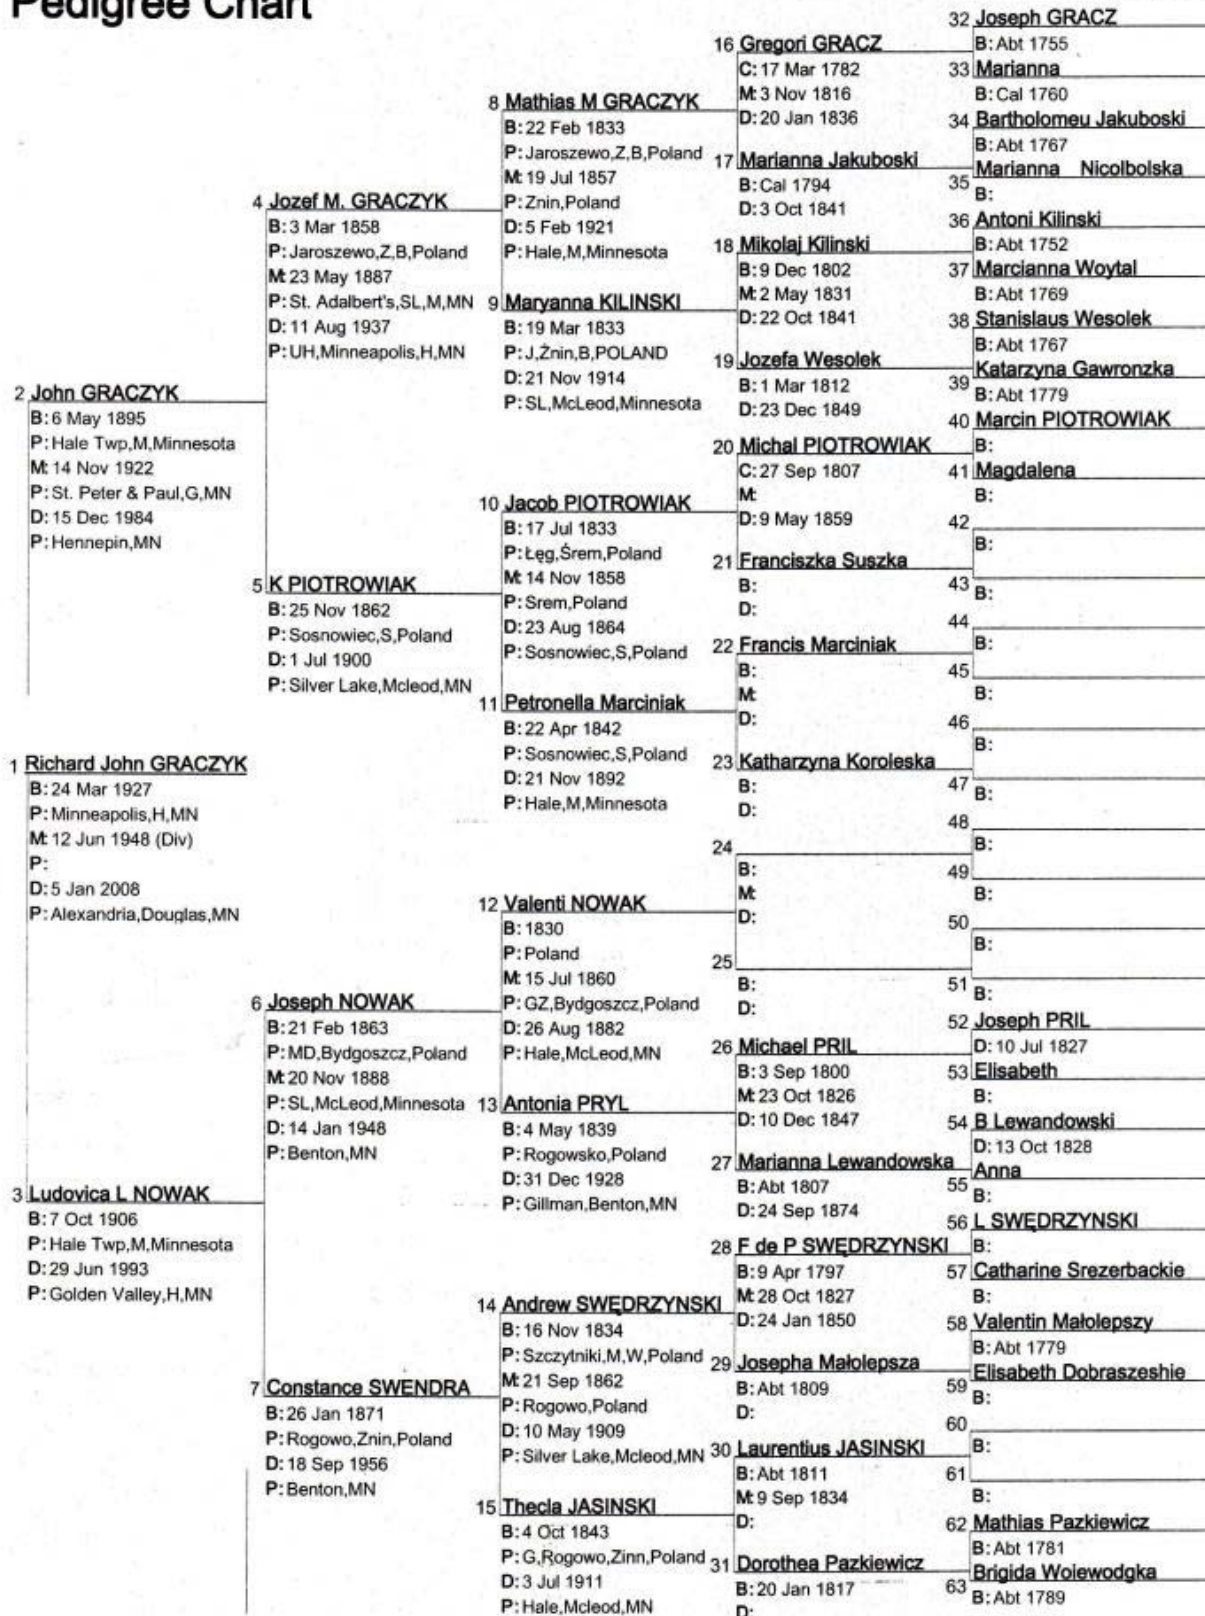 Pedigree Chart
32 Joseph GRACZ
B: Abt 1755
16 Gregori GRACZ
C: 17 Mar 1782
M: 3 Nov 1816
D: 20 Jan 1836
33 Marianna
B: Cal 1760
8 Mathias M GRACZYK
B: 22 Feb 1833
P: Jaroszewo,Z,B,Poland
M: 19 Jul 1857
P: Znin,Poland
D: 5 Feb 1921
P: Hale,M,Minnesota
34 Bartholomeu Jakuboski
B: Abt 1767
17 Marianna Jakuboski
B: Cal 1794
D: 3 Oct 1841
35 Marianna Nicolbolska
B:
4 Jozef M. GRACZYK
B: 3 Mar 1858
P: Jaroszewo,Z,B,Poland
M: 23 May 1887
P: St. Adalbert's,SL,M,MN
D: 11 Aug 1937
P: UH,Minneapolis,H,MN
36 Antoni Kilinski
B: Abt 1752
18 Mikolaj Kilinski
B: 9 Dec 1802
M: 2 May 1831
D: 22 Oct 1841
37 Marcianna Woytal
B: Abt 1769
9 Maryanna KILINSKI
B: 19 Mar 1833
P: J,Żnin,B,POLAND
D: 21 Nov 1914
P: SL,McLeod,Minnesota
38 Stanislaus Wesolek
B: Abt 1767
19 Jozefa Wesolek
B: 1 Mar 1812
D: 23 Dec 1849
39 Katarzyna Gawronzka
B: Abt 1779
2 John GRACZYK
B: 6 May 1895
P: Hale Twp,M,Minnesota
M: 14 Nov 1922
P: St. Peter & Paul,G,MN
D: 15 Dec 1984
P: Hennepin,MN
40 Marcin PIOTROWIAK
B:
20 Michal PIOTROWIAK
C: 27 Sep 1807
M:
D: 9 May 1859
41 Magdalena
B:
10 Jacob PIOTROWIAK
B: 17 Jul 1833
P: Łęg,Śrem,Poland
M: 14 Nov 1858
P: Srem,Poland
D: 23 Aug 1864
P: Sosnowiec,S,Poland
42
B:
21 Franciszka Suszka
B:
D:
43
B:
5 K PIOTROWIAK
B: 25 Nov 1862
P: Sosnowiec,S,Poland
D: 1 Jul 1900
P: Silver Lake,Mcleod,MN
44
B:
22 Francis Marciniak
B:
M:
D:
45
B:
11 Petronella Marciniak
B: 22 Apr 1842
P: Sosnowiec,S,Poland
D: 21 Nov 1892
P: Hale,M,Minnesota
46
B:
23 Katharzyna Koroleska
B:
D:
47
B:
1 Richard John GRACZYK
B: 24 Mar 1927
P: Minneapolis,H,MN
M: 12 Jun 1948 (Div)
P:
D: 5 Jan 2008
P: Alexandria,Douglas,MN
48
B:
24
B:
M:
D:
49
B:
12 Valenti NOWAK
B: 1830
P: Poland
M: 15 Jul 1860
P: GZ,Bydgoszcz,Poland
D: 26 Aug 1882
P: Hale,McLeod,MN
50
B:
25
B:
D:
51
B:
6 Joseph NOWAK
B: 21 Feb 1863
P: MD,Bydgoszcz,Poland
M: 20 Nov 1888
P: SL,McLeod,Minnesota
D: 14 Jan 1948
P: Benton,MN
52 Joseph PRIL
D: 10 Jul 1827
26 Michael PRIL
B: 3 Sep 1800
M: 23 Oct 1826
D: 10 Dec 1847
53 Elisabeth
B:
13 Antonia PRYL
B: 4 May 1839
P: Rogowsko,Poland
D: 31 Dec 1928
P: Gillman,Benton,MN
54 B Lewandowski
D: 13 Oct 1828
27 Marianna Lewandowska
B: Abt 1807
D: 24 Sep 1874
55 Anna
B:
3 Ludovica L NOWAK
B: 7 Oct 1906
P: Hale Twp,M,Minnesota
D: 29 Jun 1993
P: Golden Valley,H,MN
56 L SWĘDRZYNSKI
B:
28 F de P SWĘDRZYNSKI
B: 9 Apr 1797
M: 28 Oct 1827
D: 24 Jan 1850
57 Catharine Srezerbackie
B:
14 Andrew SWĘDRZYNSKI
B: 16 Nov 1834
P: Szczytniki,M,W,Poland
M: 21 Sep 1862
P: Rogowo,Poland
D: 10 May 1909
P: Silver Lake,Mcleod,MN
58 Valentin Małolepszy
B: Abt 1779
29 Josepha Małolepsza
B: Abt 1809
D:
59 Elisabeth Dobraszeshie
B:
7 Constance SWENDRA
B: 26 Jan 1871
P: Rogowo,Znin,Poland
D: 18 Sep 1956
P: Benton,MN
60
B:
30 Laurentius JASINSKI
B: Abt 1811
M: 9 Sep 1834
D:
61
B:
15 Thecla JASINSKI
B: 4 Oct 1843
P: G,Rogowo,Zinn,Poland
D: 3 Jul 1911
P: Hale,Mcleod,MN
62 Mathias Pazkiewicz
B: Abt 1781
31 Dorothea Pazkiewicz
B: 20 Jan 1817
D:
63 Brigida Woiewodgka
B: Abt 1789